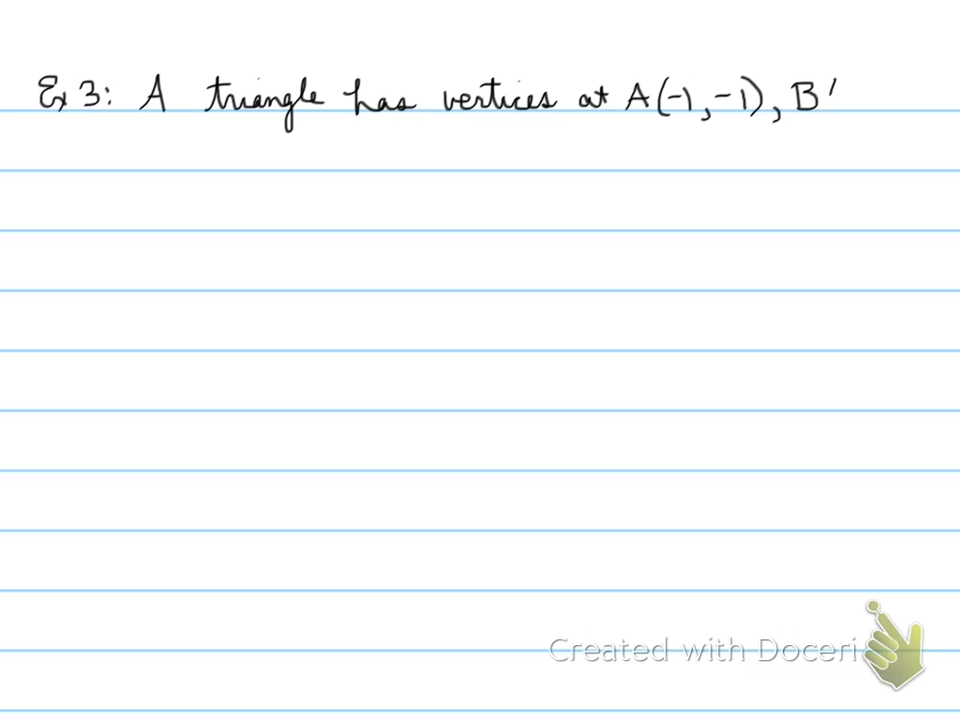 Ex 3: A triangle has vertices at A(-1,-1), B'
Created with Doceri